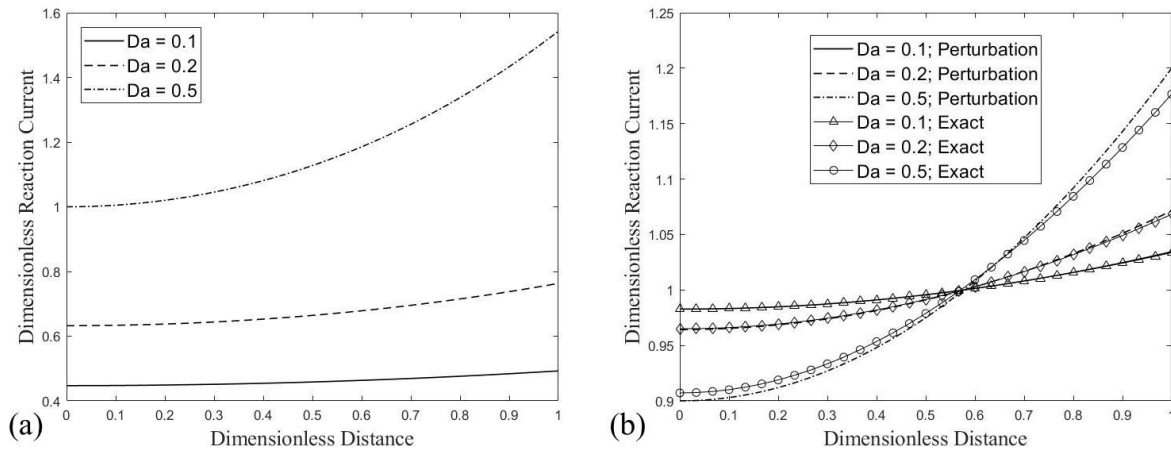 1.6
1.4
1.2
1
0.8
0.6
0.4
Dimensionless Reaction Current
Da = 0.1
Da = 0.2
Da = 0.5
0 0.1 0.2 0.3 0.4 0.5 0.6 0.7 0.8 0.9 1
Dimensionless Distance
(a)
1.25
1.2
1.15
1.1
1.05
1
0.95
0.9
Dimensionless Reaction Current
Da = 0.1; Perturbation
Da = 0.2; Perturbation
Da = 0.5; Perturbation
Da = 0.1; Exact
Da = 0.2; Exact
Da = 0.5; Exact
0 0.1 0.2 0.3 0.4 0.5 0.6 0.7 0.8 0.9 1
Dimensionless Distance
(b)